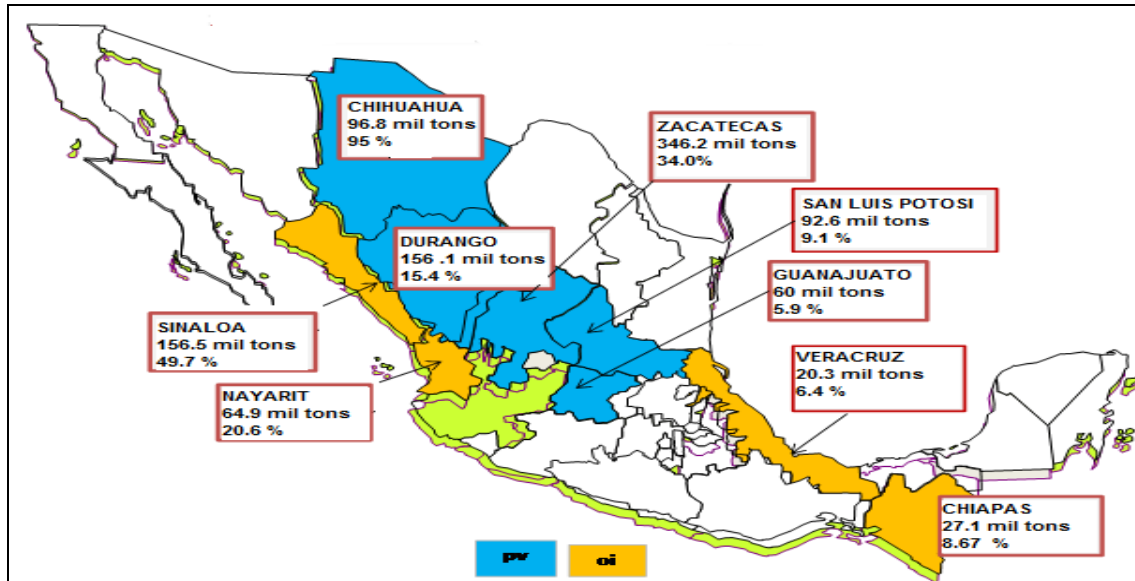 CHIHUAHUA
96.8 mil tons
95 %
ZACATECAS
346.2 mil tons
34.0%
SAN LUIS POTOSI
92.6 mil tons
9.1 %
DURANGO
156 .1 mil tons
15.4 %
GUANAJUATO
60 mil tons
5.9 %
SINALOA
156.5 mil tons
49.7 %
VERACRUZ
20.3 mil tons
6.4 %
NAYARIT
64.9 mil tons
20.6 %
CHIAPAS
27.1 mil tons
8.67 %
pv
oi